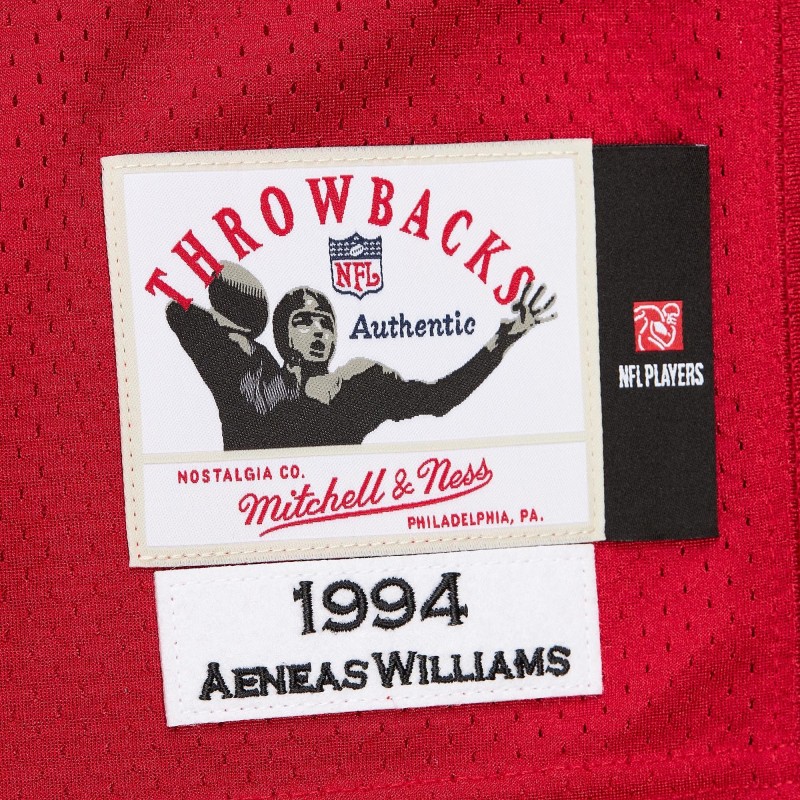 THROWBACKS
NFL
Authentic
NFL PLAYERS
NOSTALGIA CO.
Mitchell & Ness
PHILADELPHIA, PA.
1994
AENEAS WILLIAMS